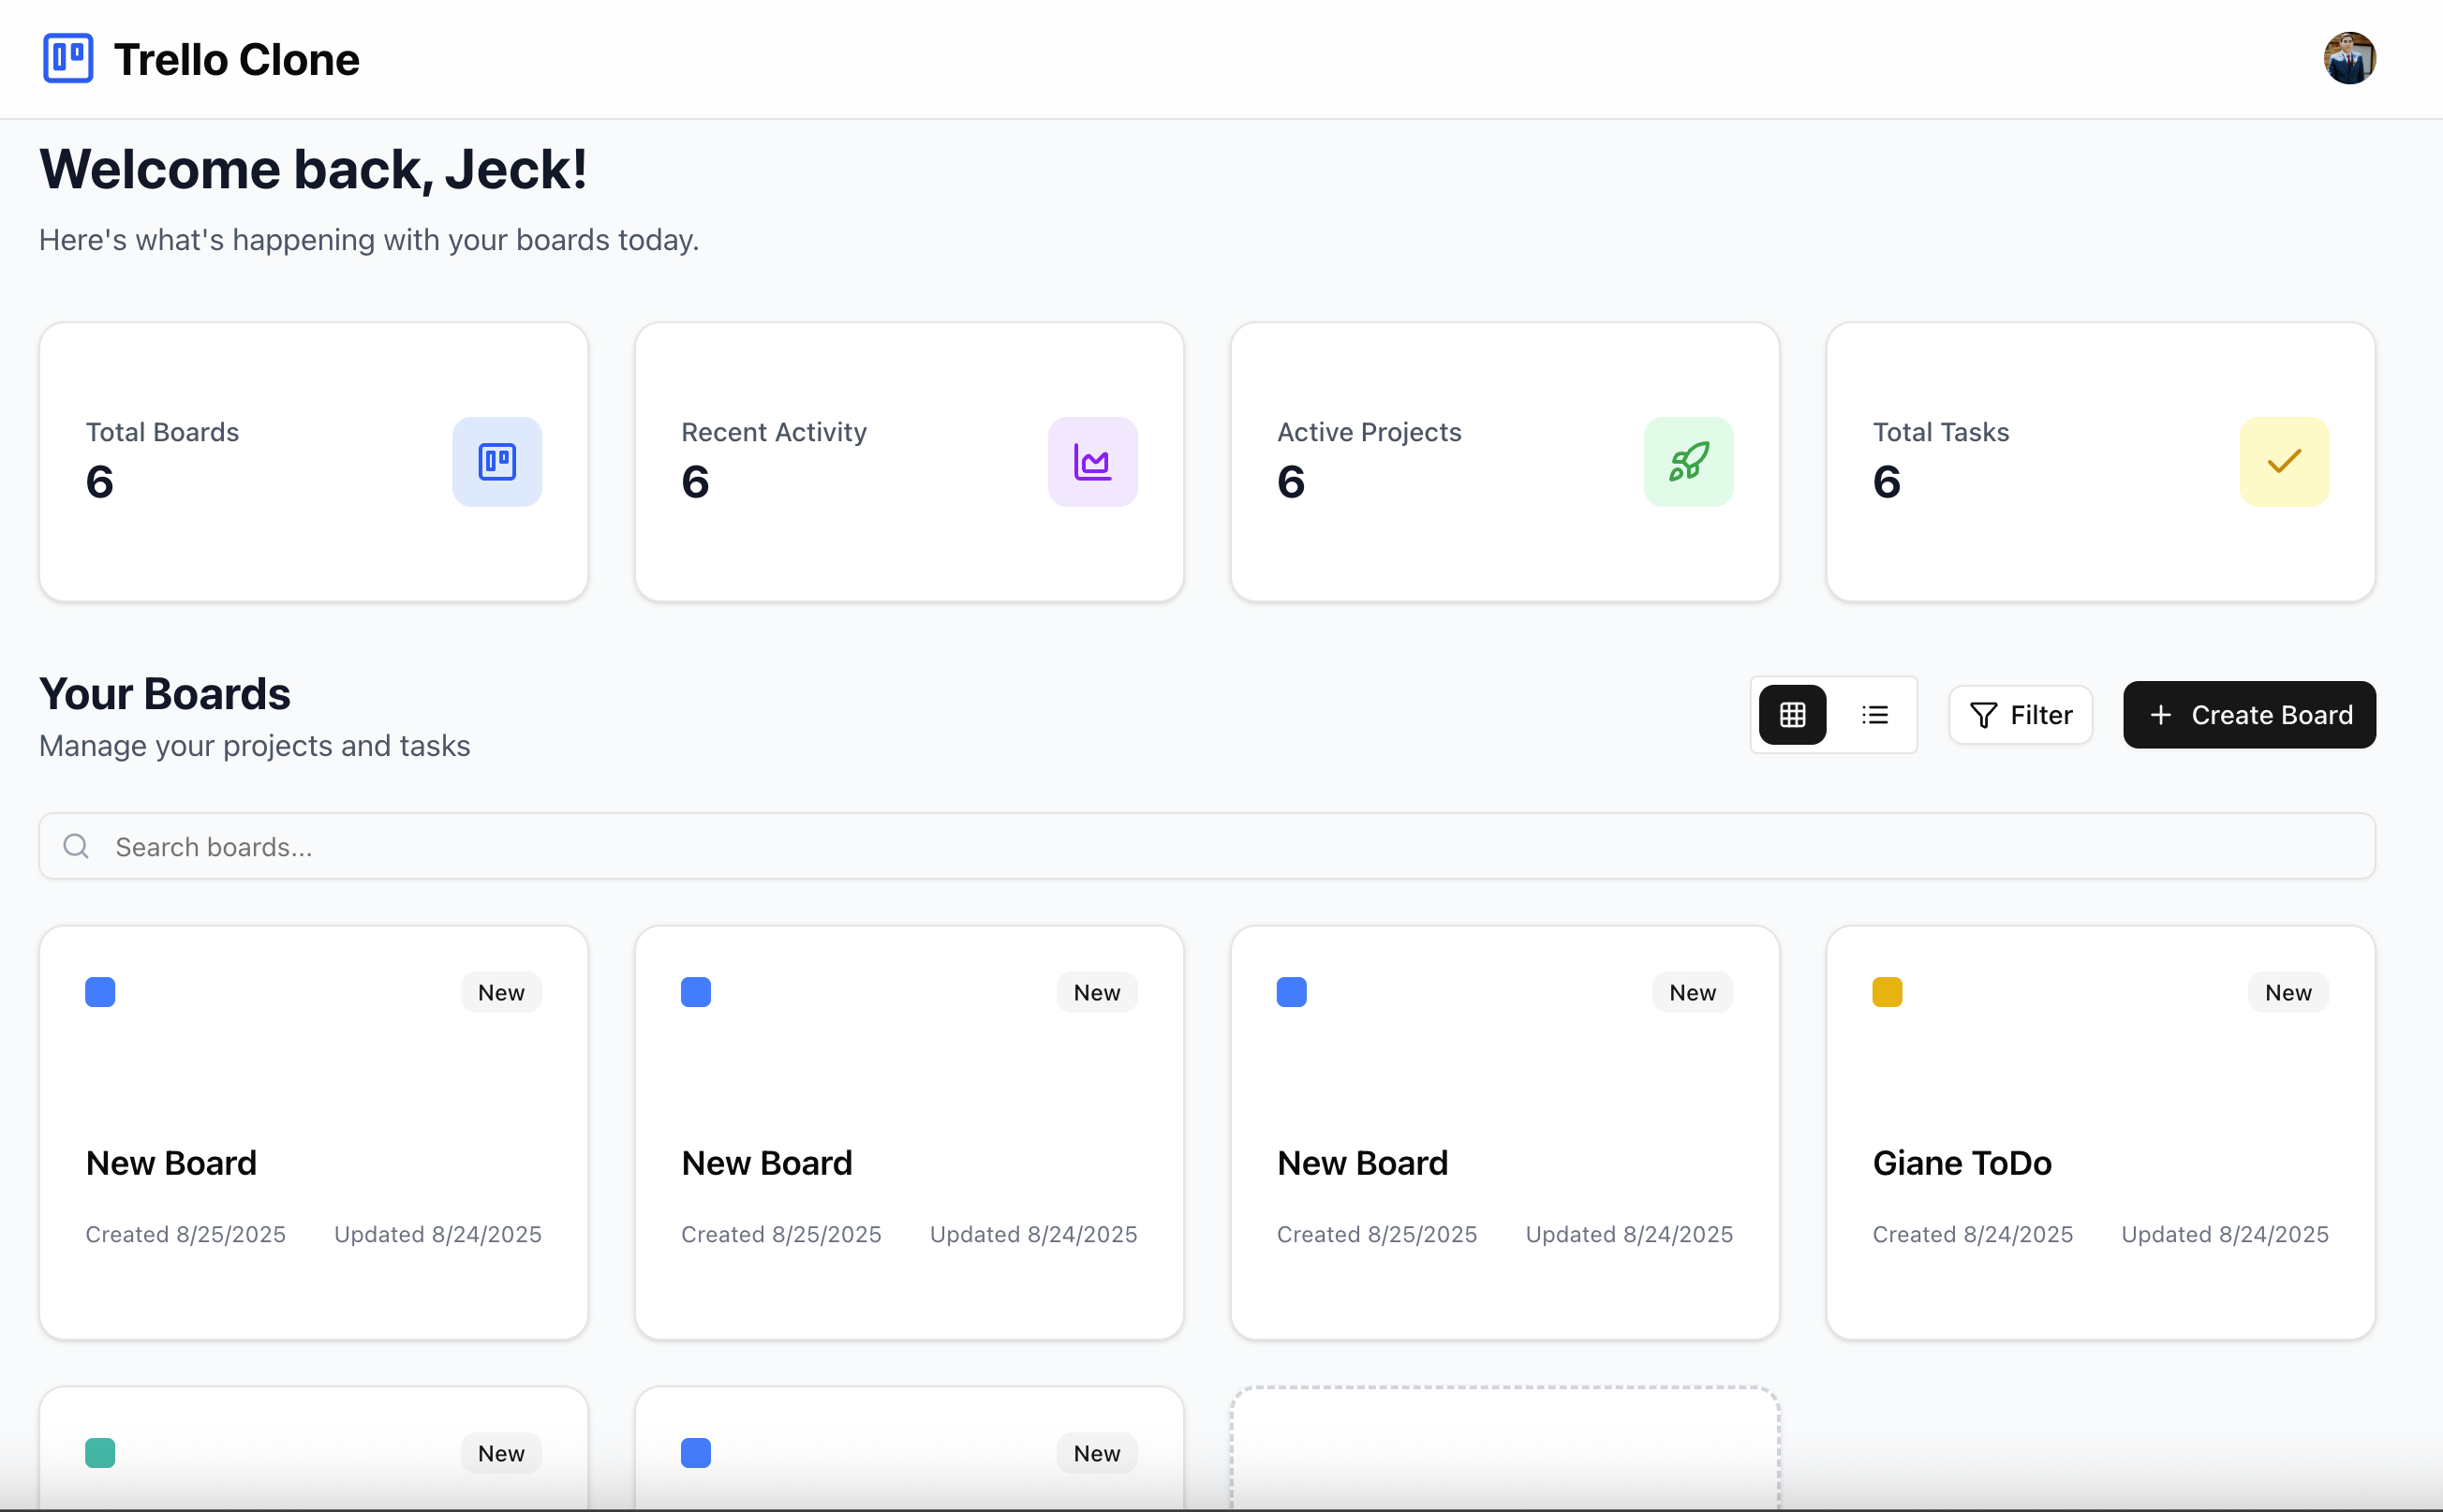 Trello Clone
Welcome back, Jeck!
Here's what's happening with your boards today.
Total Boards
6
Recent Activity
6
Active Projects
6
Total Tasks
6
Your Boards
Manage your projects and tasks
Filter
+ Create Board
Search boards...
New
New Board
Created 8/25/2025 Updated 8/24/2025
New
New Board
Created 8/25/2025 Updated 8/24/2025
New
New Board
Created 8/25/2025 Updated 8/24/2025
New
Giane ToDo
Created 8/24/2025 Updated 8/24/2025
New
New